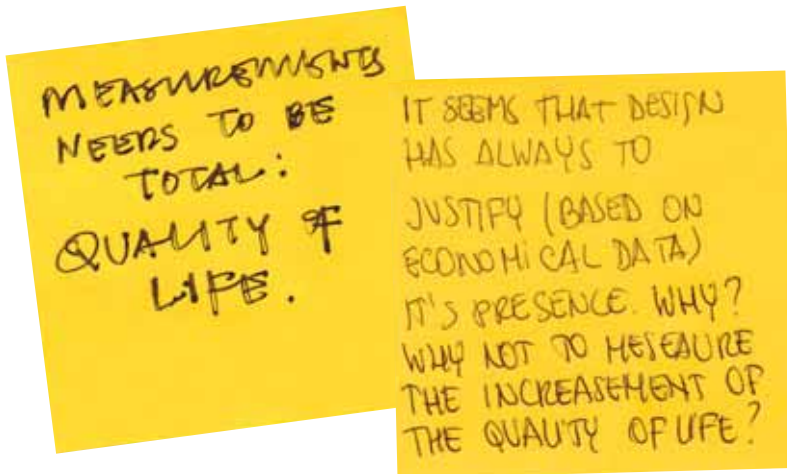 MEASUREMENTS
NEEDS TO BE
TOTAL:
QUALITY OF
LIFE.
IT SEEMS THAT DESIGN
HAS ALWAYS TO
JUSTIFY (BASED ON
ECONOMICAL DATA)
IT'S PRESENCE. WHY?
WHY NOT TO MESEAURE
THE INCREASEMENT OF
THE QUALITY OF LIFE?